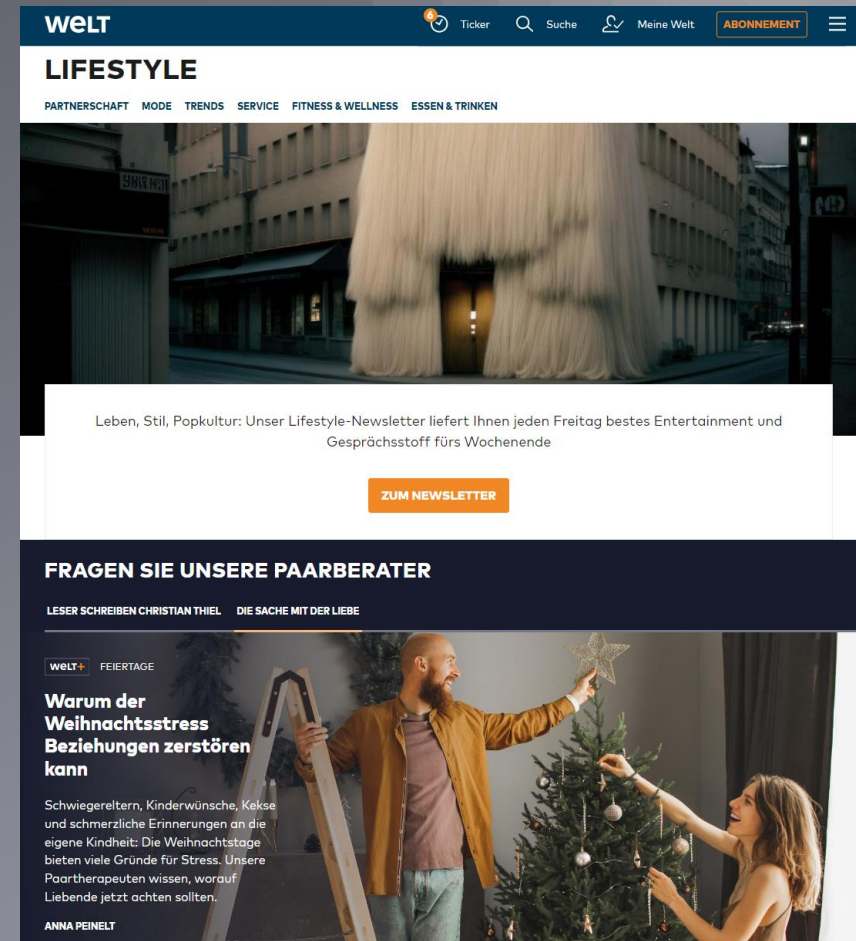 WELT
6
Ticker
Suche
Meine Welt
ABONNEMENT
LIFESTYLE
PARTNERSCHAFT MODE TRENDS SERVICE FITNESS & WELLNESS ESSEN & TRINKEN
Leben, Stil, Popkultur: Unser Lifestyle-Newsletter liefert Ihnen jeden Freitag bestes Entertainment und
Gesprächsstoff fürs Wochenende
ZUM NEWSLETTER
FRAGEN SIE UNSERE PAARBERATER
LESER SCHREIBEN CHRISTIAN THIEL DIE SACHE MIT DER LIEBE
WELT+ FEIERTAGE
Warum der
Weihnachtsstress
Beziehungen zerstören
kann
Schwiegereltern, Kinderwünsche, Kekse
und schmerzliche Erinnerungen an die
eigene Kindheit: Die Weihnachtstage
bieten viele Gründe für Stress. Unsere
Paartherapeuten wissen, worauf
Liebende jetzt achten sollten.
ANNA PEINELT